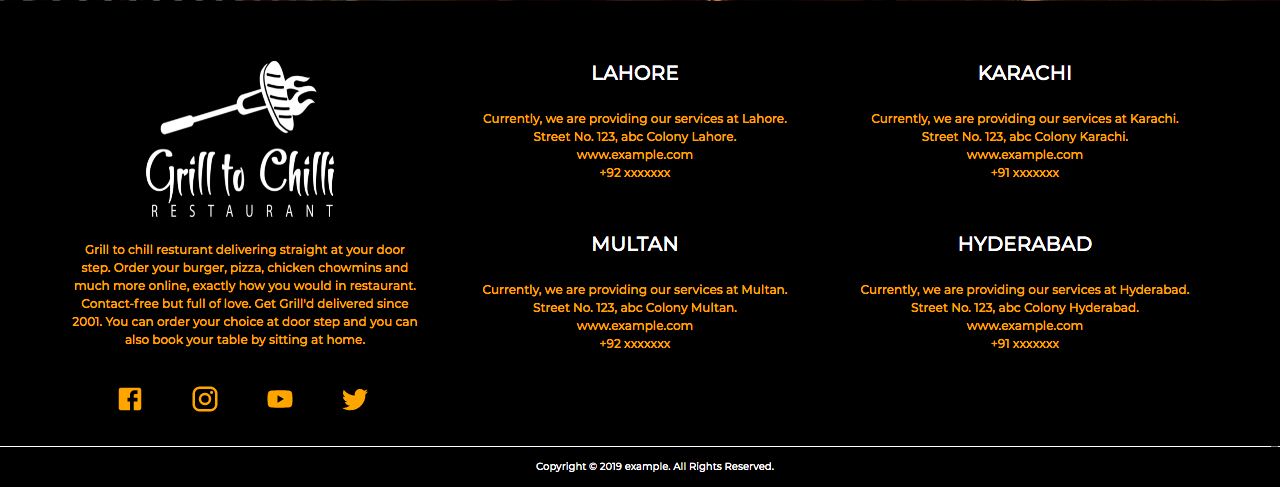 Grill to Chilli
RESTAURANT
Grill to chill resturant delivering straight at your door
step. Order your burger, pizza, chicken chowmins and
much more online, exactly how you would in restaurant.
Contact-free but full of love. Get Grill'd delivered since
2001. You can order your choice at door step and you can
also book your table by sitting at home.
LAHORE
Currently, we are providing our services at Lahore.
Street No. 123, abc Colony Lahore.
www.example.com
+92 xxxxxxx
KARACHI
Currently, we are providing our services at Karachi.
Street No. 123, abc Colony Karachi.
www.example.com
+91 xxxxxxx
MULTAN
Currently, we are providing our services at Multan.
Street No. 123, abc Colony Multan.
www.example.com
+92 xxxxxxx
HYDERABAD
Currently, we are providing our services at Hyderabad.
Street No. 123, abc Colony Hyderabad.
www.example.com
+91 xxxxxxx
Copyright © 2019 example. All Rights Reserved.